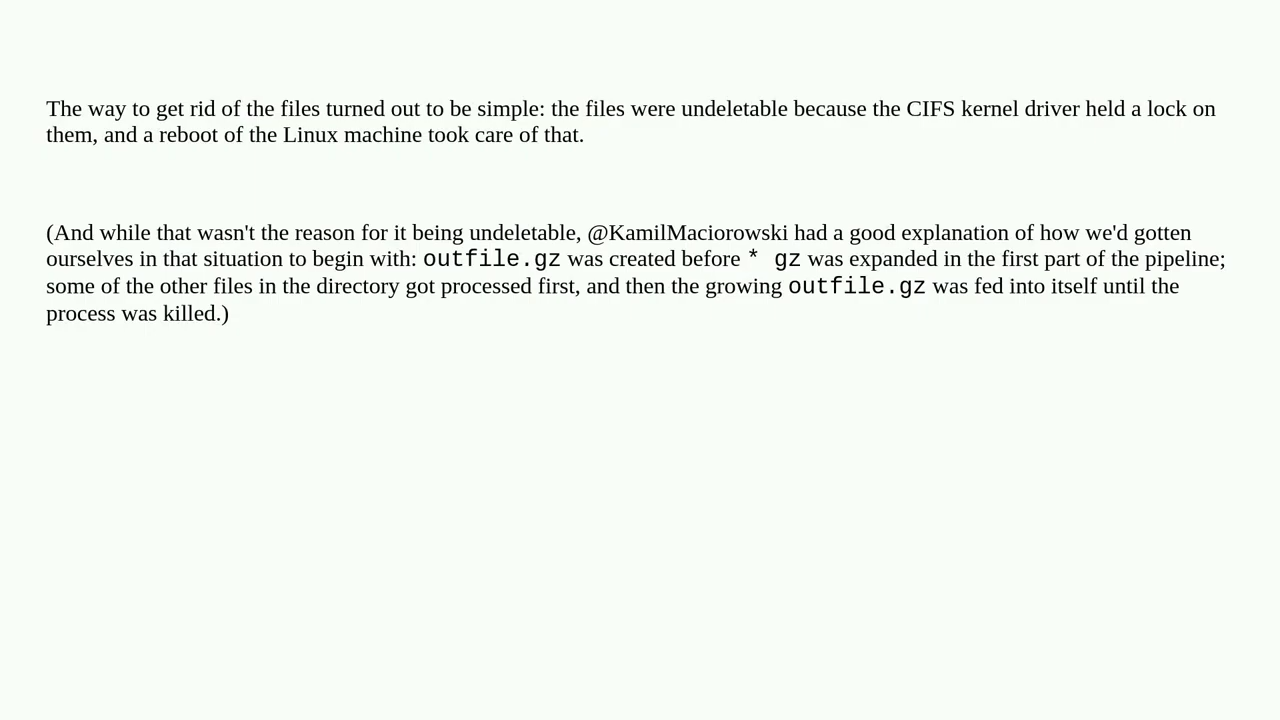 The way to get rid of the files turned out to be simple: the files were undeletable because the CIFS kernel driver held a lock on
them, and a reboot of the Linux machine took care of that.
(And while that wasn't the reason for it being undeletable, @KamilMaciorowski had a good explanation of how we'd gotten
ourselves in that situation to begin with: outfile.gz was created before * gz was expanded in the first part of the pipeline;
some of the other files in the directory got processed first, and then the growing outfile.gz was fed into itself until the
process was killed.)